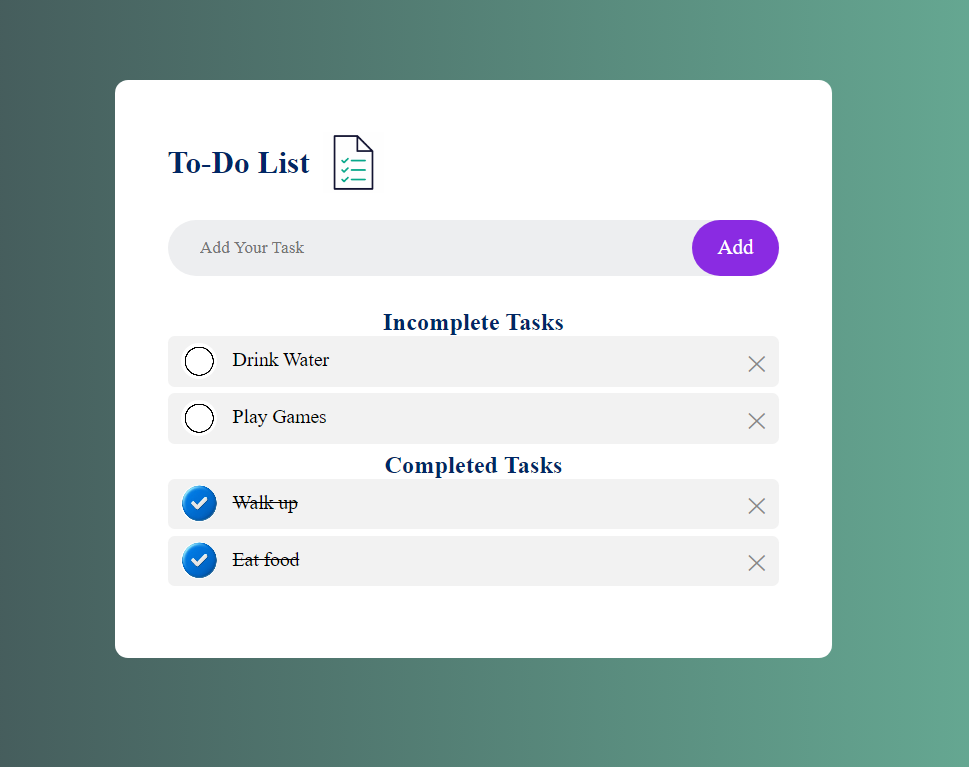 To-Do List
Add Your Task
Add
Incomplete Tasks
Drink Water
Play Games
Completed Tasks
Walk up
Eat food